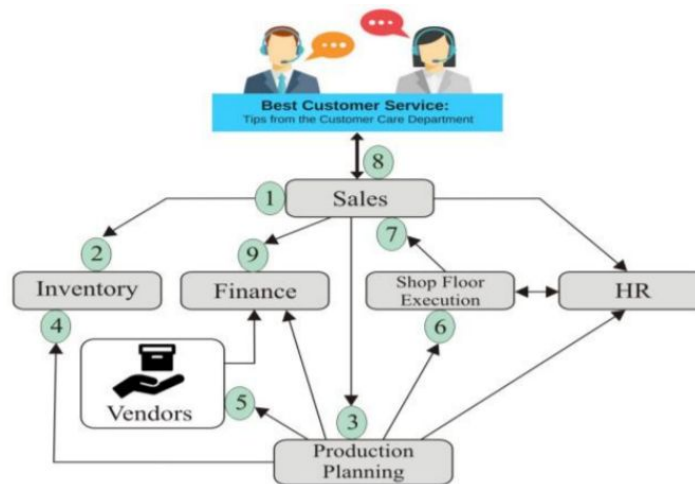 Best Customer Service:
Tips from the Customer Care Department
8
1
Sales
2
9
7
Inventory
Finance
Shop Floor
Execution
HR
4
6
Vendors
5
3
Production
Planning